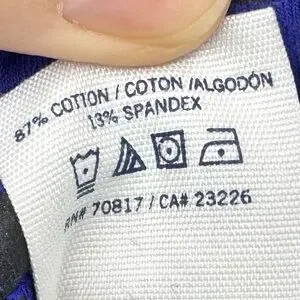 87% COTTON / COTON /ALGODÓN
13% SPANDEX
RN# 70817 / CA# 23226